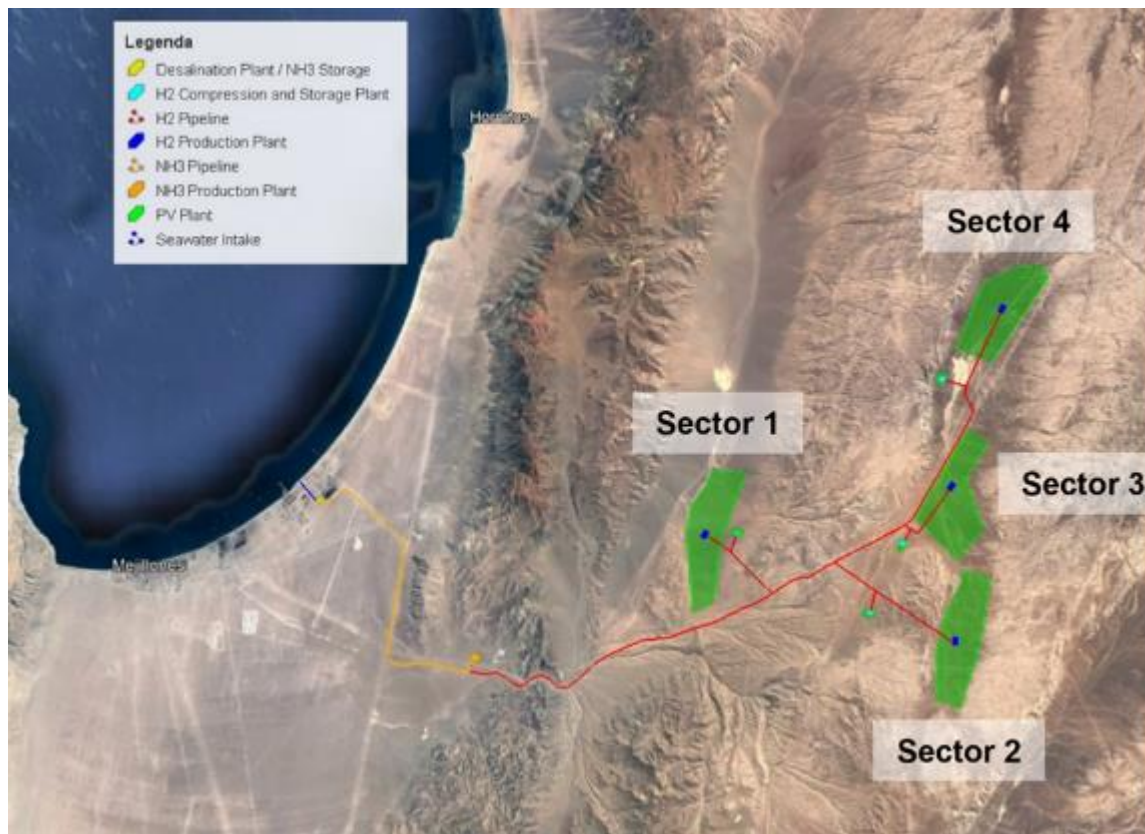 Legenda
Desalination Plant / NH3 Storage
H2 Compression and Storage Plant
H2 Pipeline
H2 Production Plant
NH3 Pipeline
NH3 Production Plant
PV Plant
Seawater Intake
Hornitos
Sector 4
Sector 1
Sector 3
Mejillones
Sector 2